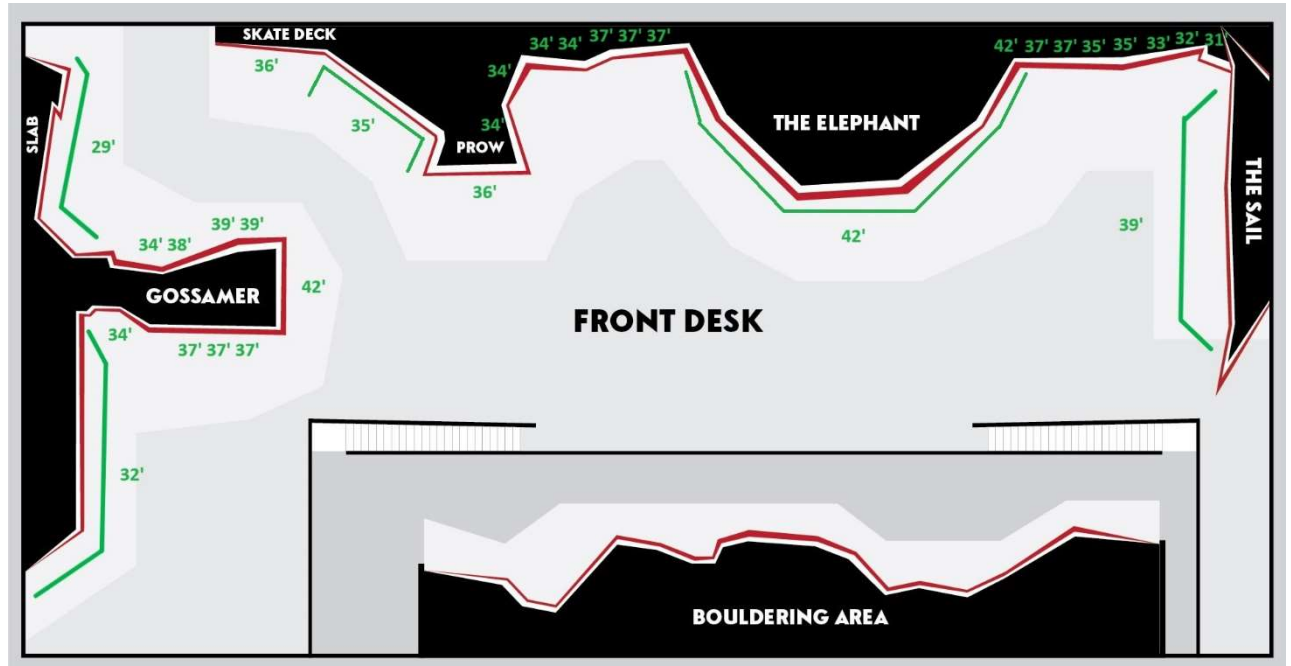 SKATE DECK
36'
35'
34'
34'
34' 34' 37' 37' 37'
PROW
36'
THE ELEPHANT
42'
42' 37' 37' 35' 35' 33' 32' 31'
THE SAIL
39'
SLAB
29'
34' 38' 39' 39'
GOSSAMER
42'
34'
37' 37' 37'
32'
FRONT DESK
BOULDERING AREA